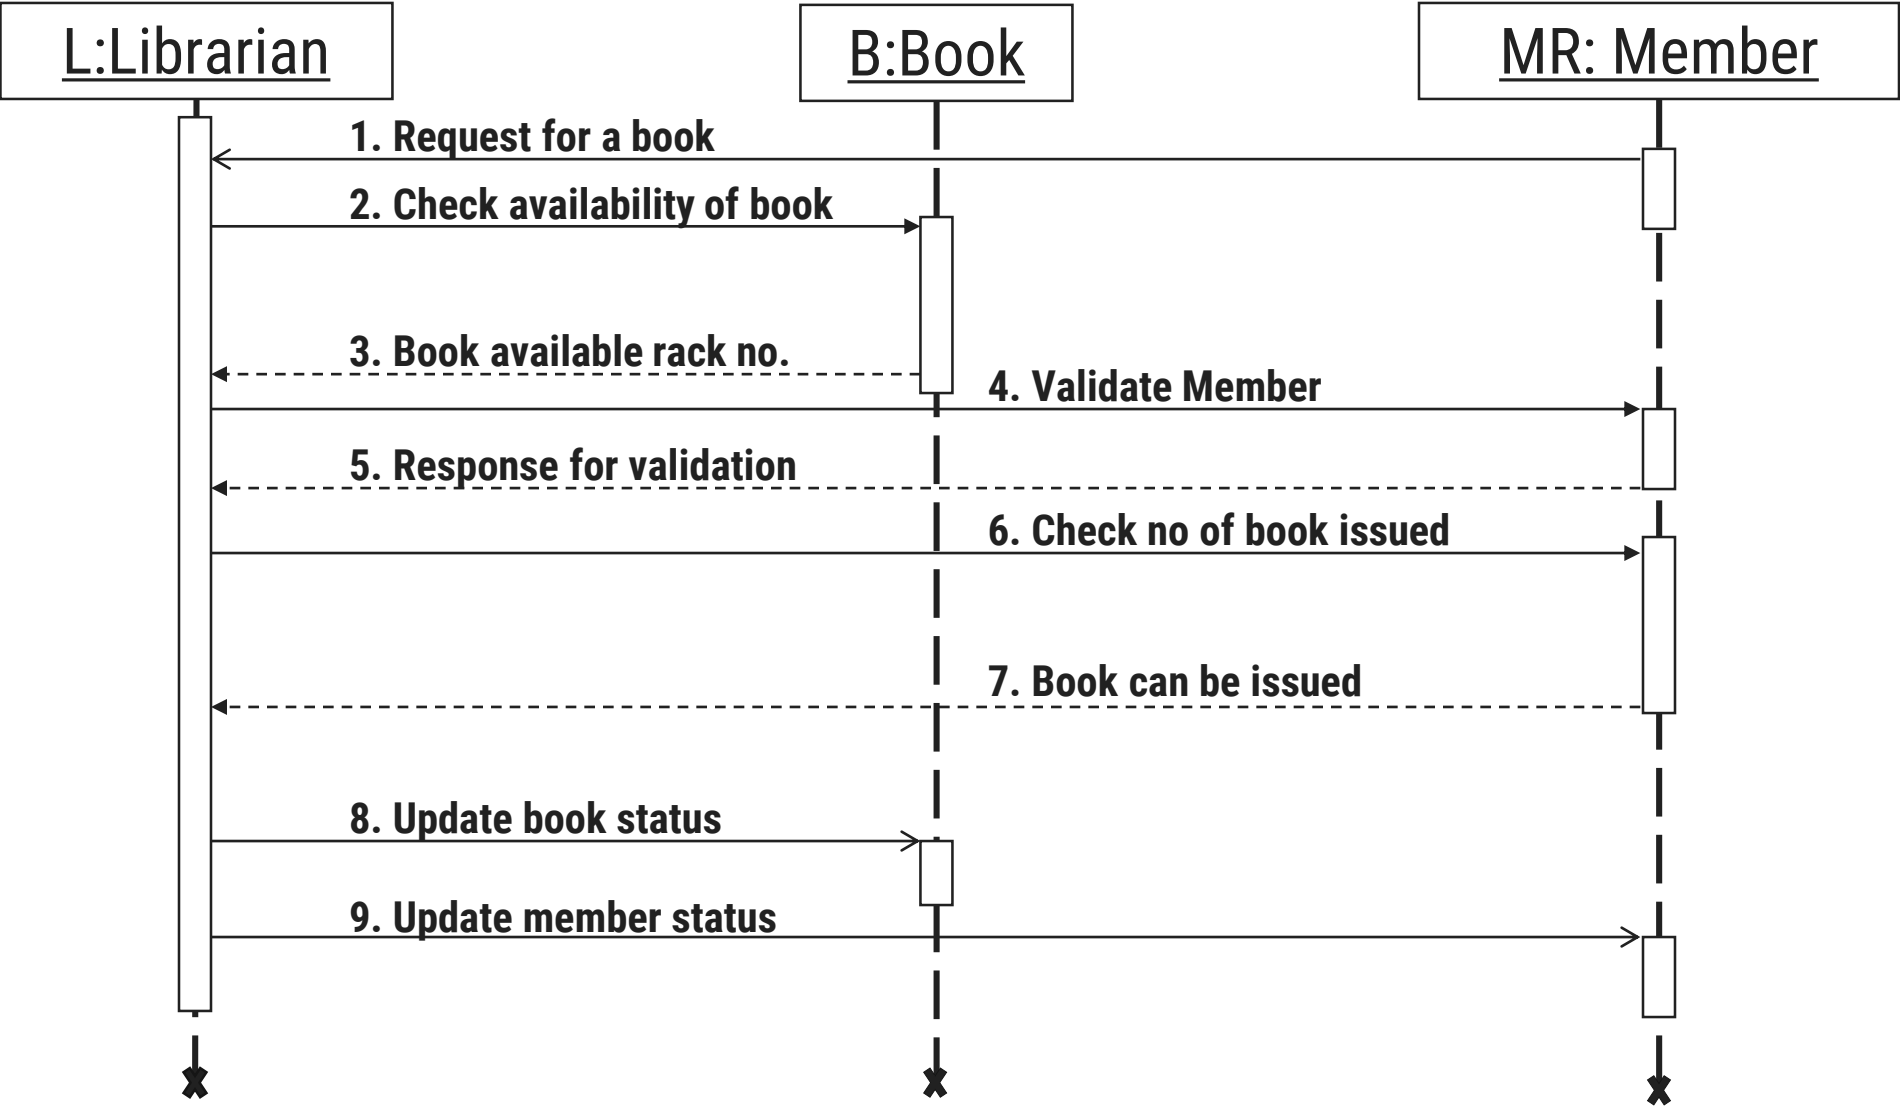 L:Librarian
B:Book
MR: Member
1. Request for a book
2. Check availability of book
3. Book available rack no.
4. Validate Member
5. Response for validation
6. Check no of book issued
7. Book can be issued
8. Update book status
9. Update member status